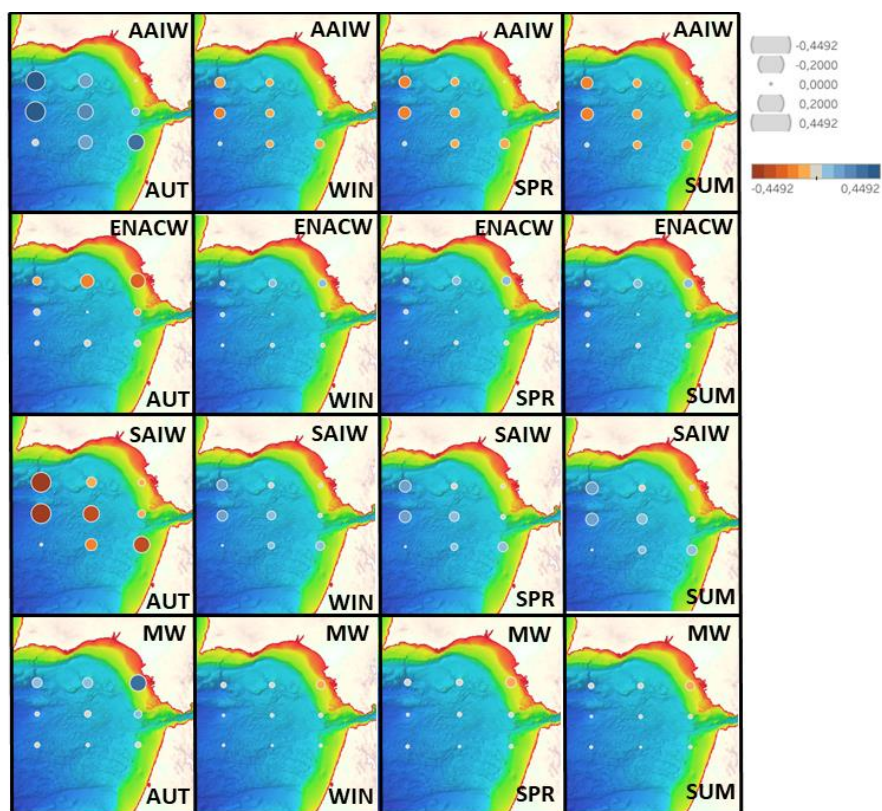 AAIW AAIW AAIW AAIW
AUT WIN SPR SUM
ENACW ENACW ENACW ENACW
AUT WIN SPR SUM
SAIW SAIW SAIW SAIW
AUT WIN SPR SUM
MW MW MW MW
AUT WIN SPR SUM
-0,4492
-0,2000
0,0000
0,2000
0,4492
-0,4492 0,4492